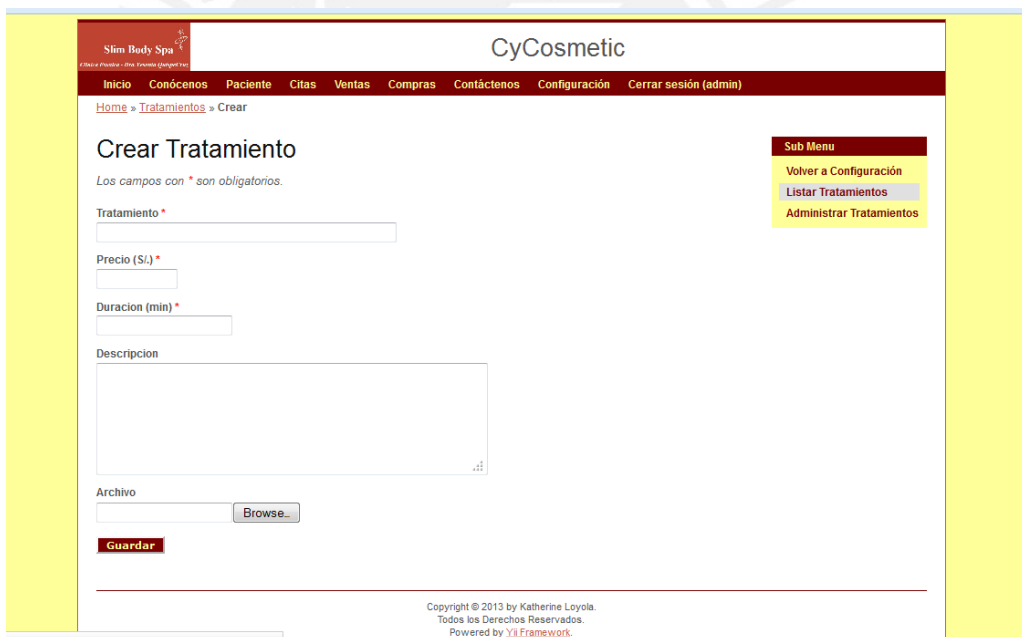 Slim Body Spa
CyCosmetic
Inicio Conócenos Paciente Citas Ventas Compras Contáctenos Configuración Cerrar sesión (admin)
Home » Tratamientos » Crear
Crear Tratamiento
Los campos con * son obligatorios.
Tratamiento *
Precio (S/.) *
Duracion (min) *
Descripcion
Archivo
Browse..
Guardar
Sub Menu
Volver a Configuración
Listar Tratamientos
Administrar Tratamientos
Copyright © 2013 by Katherine Loyola.
Todos los Derechos Reservados.
Powered by Yii Framework.